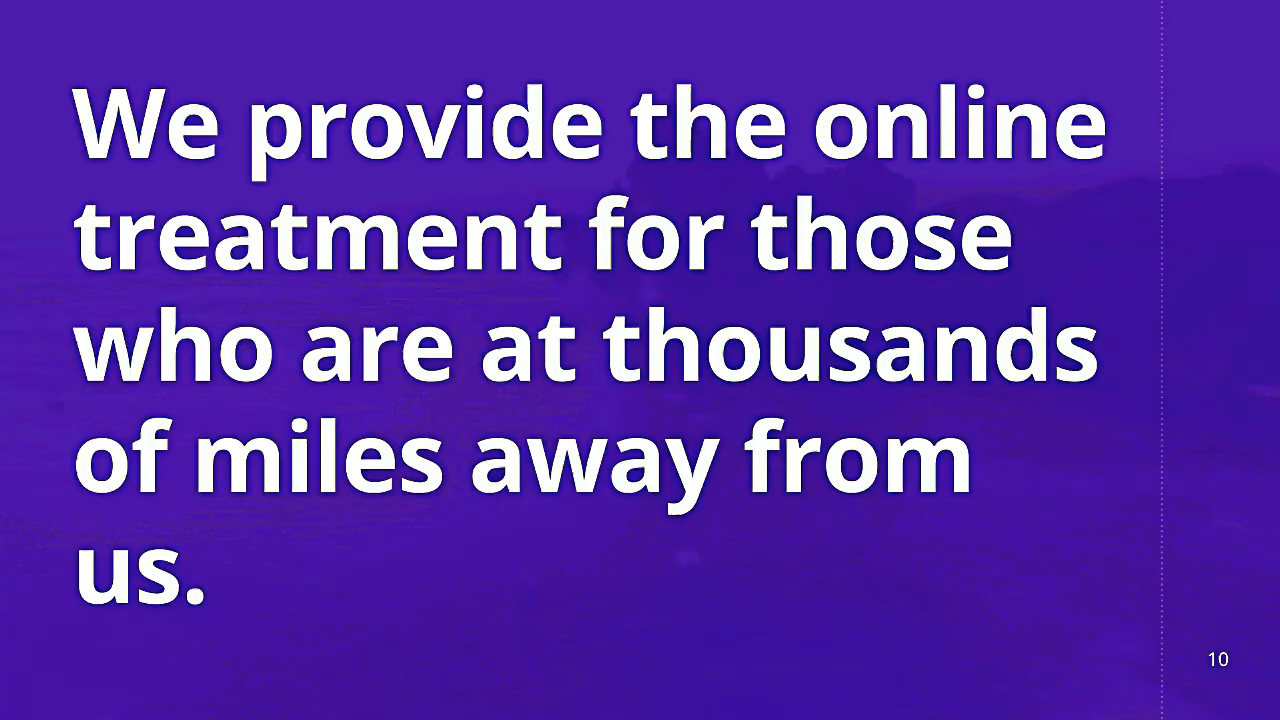 We provide the online
treatment for those
who are at thousands
of miles away from
us.
10